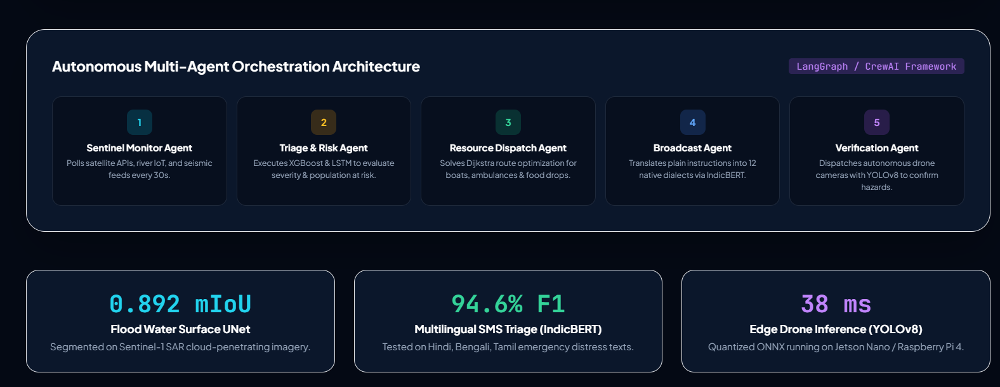 Autonomous Multi-Agent Orchestration Architecture
LangGraph / CrewAI Framework
1
Sentinel Monitor Agent
Polls satellite APIs, river IoT, and seismic
feeds every 30s.
2
Triage & Risk Agent
Executes XGBoost & LSTM to evaluate
severity & population at risk.
3
Resource Dispatch Agent
Solves Dijkstra route optimization for
boats, ambulances & food drops.
4
Broadcast Agent
Translates plain instructions into 12
native dialects via IndicBERT.
5
Verification Agent
Dispatches autonomous drone
cameras with YOLOv8 to confirm
hazards.
0.892 mIoU
Flood Water Surface UNet
Segmented on Sentinel-1 SAR cloud-penetrating imagery.
94.6% F1
Multilingual SMS Triage (IndicBERT)
Tested on Hindi, Bengali, Tamil emergency distress texts.
38 ms
Edge Drone Inference (YOLOv8)
Quantized ONNX running on Jetson Nano / Raspberry Pi 4.